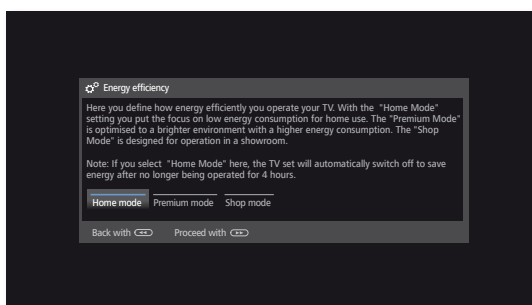 Energy efficiency
Here you define how energy efficiently you operate your TV. With the "Home Mode"
setting you put the focus on low energy consumption for home use. The "Premium Mode"
is optimised to a brighter environment with a higher energy consumption. The "Shop
Mode" is designed for operation in a showroom.
Note: If you select "Home Mode" here, the TV set will automatically switch off to save
energy after no longer being operated for 4 hours.
Home mode Premium mode Shop mode
Back with Proceed with